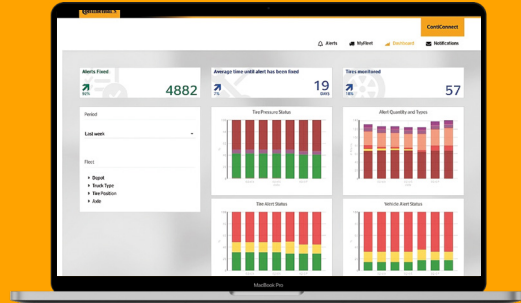 ContiConnect
Alerts
MyFleet
Dashboard
Notifications
Alerts Fixed
4882
Average time until alert has been fixed
19
DAYS
Tires monitored
57
Period
Last week
Fleet
Depot
Truck Type
Tire Position
Axle
Tire Pressure Status
Alert Quantity and Types
Tire Alert Status
Vehicle Alert Status
MacBook Pro